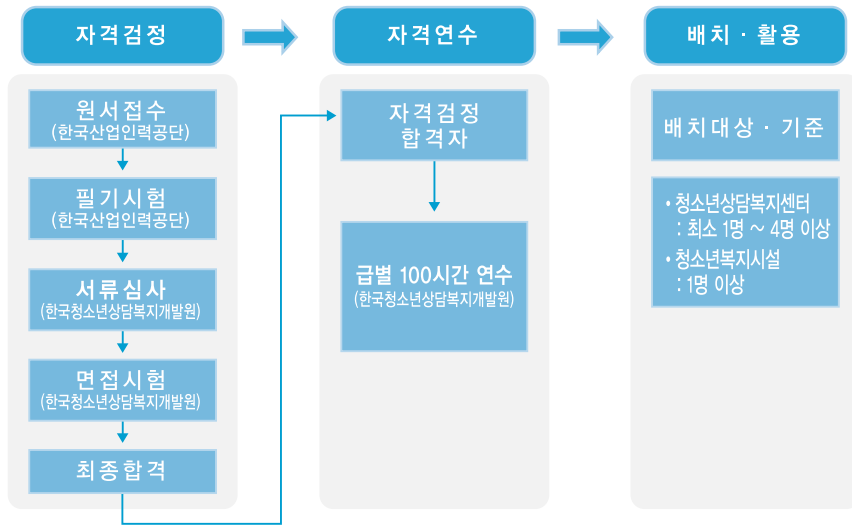 자격검정
자격연수
배치 · 활용
원서접수
(한국산업인력공단)
필기시험
(한국산업인력공단)
서류심사
(한국청소년상담복지개발원)
면접시험
(한국청소년상담복지개발원)
최종합격
자격검정
합격자
급별 100시간 연수
(한국청소년상담복지개발원)
배치대상 · 기준
• 청소년상담복지센터
: 최소 1명 ~ 4명 이상
• 청소년복지시설
: 1명 이상